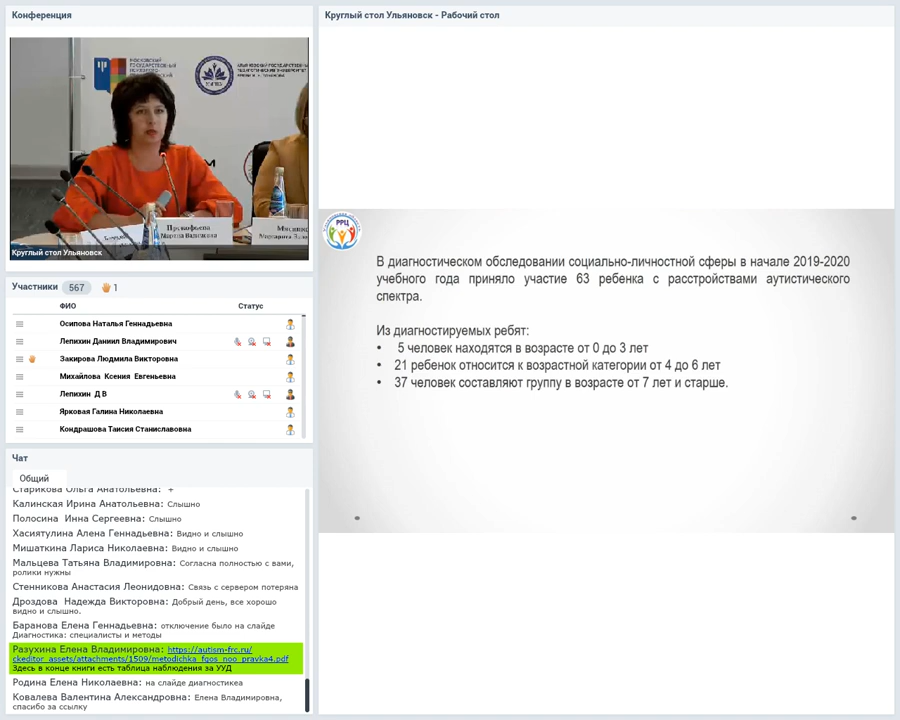 Конференция
МОСКОВСКИЙ
Круглый стол Ульяновск
Участники 567 1
ФИО Статус
Осипова Наталья Геннадьевна
Лепихин Даниил Владимирович
Закирова Людмила Викторовна
Михайлова Ксения Евгеньевна
Лепихин Д В
Ярковая Галина Николаевна
Кондрашова Таисия Станиславовна
Чат
Общий
Старикова Ольга Анатольевна: +
Калинская Ирина Анатольевна: Слышно
Полосина Инна Сергеевна: Слышно
Хасиятулина Алена Геннадьевна: Видно и слышно
Мишаткина Лариса Николаевна: Видно и слышно
Мальцева Татьяна Владимировна: Согласна полностью с вами,
ролики нужны
Стенникова Анастасия Леонидовна: Связь с сервером потеряна
Дроздова Надежда Викторовна: Добрый день, все хорошо
видно и слышно.
Баранова Елена Геннадьевна: отключение было на слайде
Диагностика: специалисты и методы
Разухина Елена Владимировна: https://autism-frc.ru/
ckeditor_assets/attachments/1509/metodichka_fgos_noo_pravka4.pdf
Здесь в конце книги есть таблица наблюдения за УУД
Родина Елена Николаевна: на слайде диагностикеа
Ковалева Валентина Александровна: Елена Владимировна,
спасибо за ссылку
Круглый стол Ульяновск - Рабочий стол
РРЦ
В диагностическом обследовании социально-личностной сферы в начале 2019-2020
учебного года приняло участие 63 ребенка с расстройствами аутистического
спектра.
Из диагностируемых ребят:
• 5 человек находятся в возрасте от 0 до 3 лет
• 21 ребенок относится к возрастной категории от 4 до 6 лет
• 37 человек составляют группу в возрасте от 7 лет и старше.